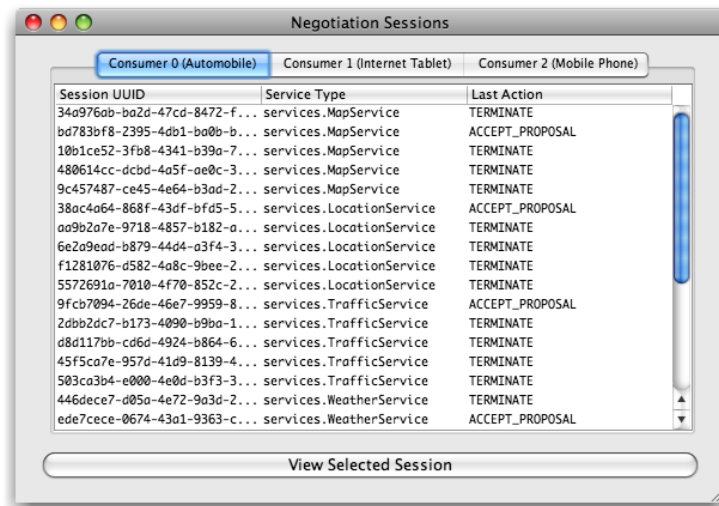 Negotiation Sessions
Consumer 0 (Automobile) Consumer 1 (Internet Tablet) Consumer 2 (Mobile Phone)
Session UUID Service Type Last Action
34a976ab-ba2d-47cd-8472-f... services.MapService TERMINATE
bd783bf8-2395-4db1-ba0b-b... services.MapService ACCEPT_PROPOSAL
10b1ce52-3fb8-4341-b39a-7... services.MapService TERMINATE
480614cc-dcbd-4a5f-ae0c-3... services.MapService TERMINATE
9c457487-ce45-4e64-b3ad-2... services.MapService TERMINATE
38ac4a64-868f-43df-bfd5-5... services.LocationService ACCEPT_PROPOSAL
aa9b2a7e-9718-4857-b182-a... services.LocationService TERMINATE
6e2a9ead-b879-44d4-a3f4-3... services.LocationService TERMINATE
f1281076-d582-4a8c-9bee-2... services.LocationService TERMINATE
5572691a-7010-4f70-852c-2... services.LocationService TERMINATE
9fcb7094-26de-46e7-9959-8... services.TrafficService ACCEPT_PROPOSAL
2dbb2dc7-b173-4090-b9ba-1... services.TrafficService TERMINATE
d8d117bb-cd6d-4924-b864-6... services.TrafficService TERMINATE
45f5ca7e-957d-41d9-8139-4... services.TrafficService TERMINATE
503ca3b4-e000-4e0d-b3f3-3... services.TrafficService TERMINATE
446dece7-d05a-4e72-9a3d-2... services.WeatherService TERMINATE
ede7cece-0674-43a1-9363-c... services.WeatherService ACCEPT_PROPOSAL
View Selected Session